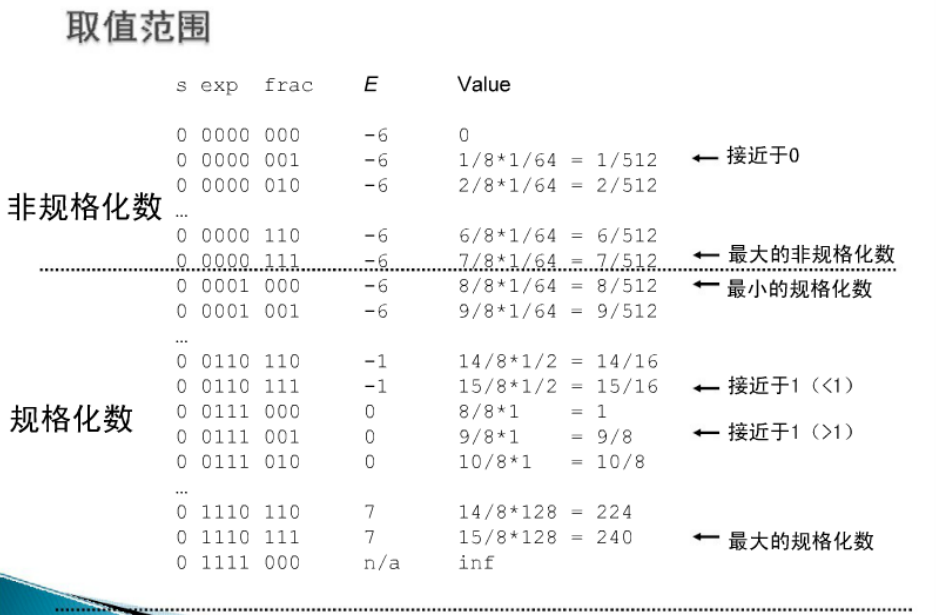 取值范围
s exp frac E Value
0 0000 000 -6 0
0 0000 001 -6 1/8*1/64 = 1/512 ← 接近于0
0 0000 010 -6 2/8*1/64 = 2/512
非规格化数 …
0 0000 110 -6 6/8*1/64 = 6/512
0 0000 111 -6 7/8*1/64 = 7/512 ← 最大的非规格化数
0 0001 000 -6 8/8*1/64 = 8/512 ← 最小的规格化数
0 0001 001 -6 9/8*1/64 = 9/512
…
0 0110 110 -1 14/8*1/2 = 14/16
0 0110 111 -1 15/8*1/2 = 15/16 ← 接近于1（<1）
规格化数 0 0111 000 0 8/8*1 = 1
0 0111 001 0 9/8*1 = 9/8 ← 接近于1（>1）
0 0111 010 0 10/8*1 = 10/8
…
0 1110 110 7 14/8*128 = 224
0 1110 111 7 15/8*128 = 240 ← 最大的规格化数
0 1111 000 n/a inf